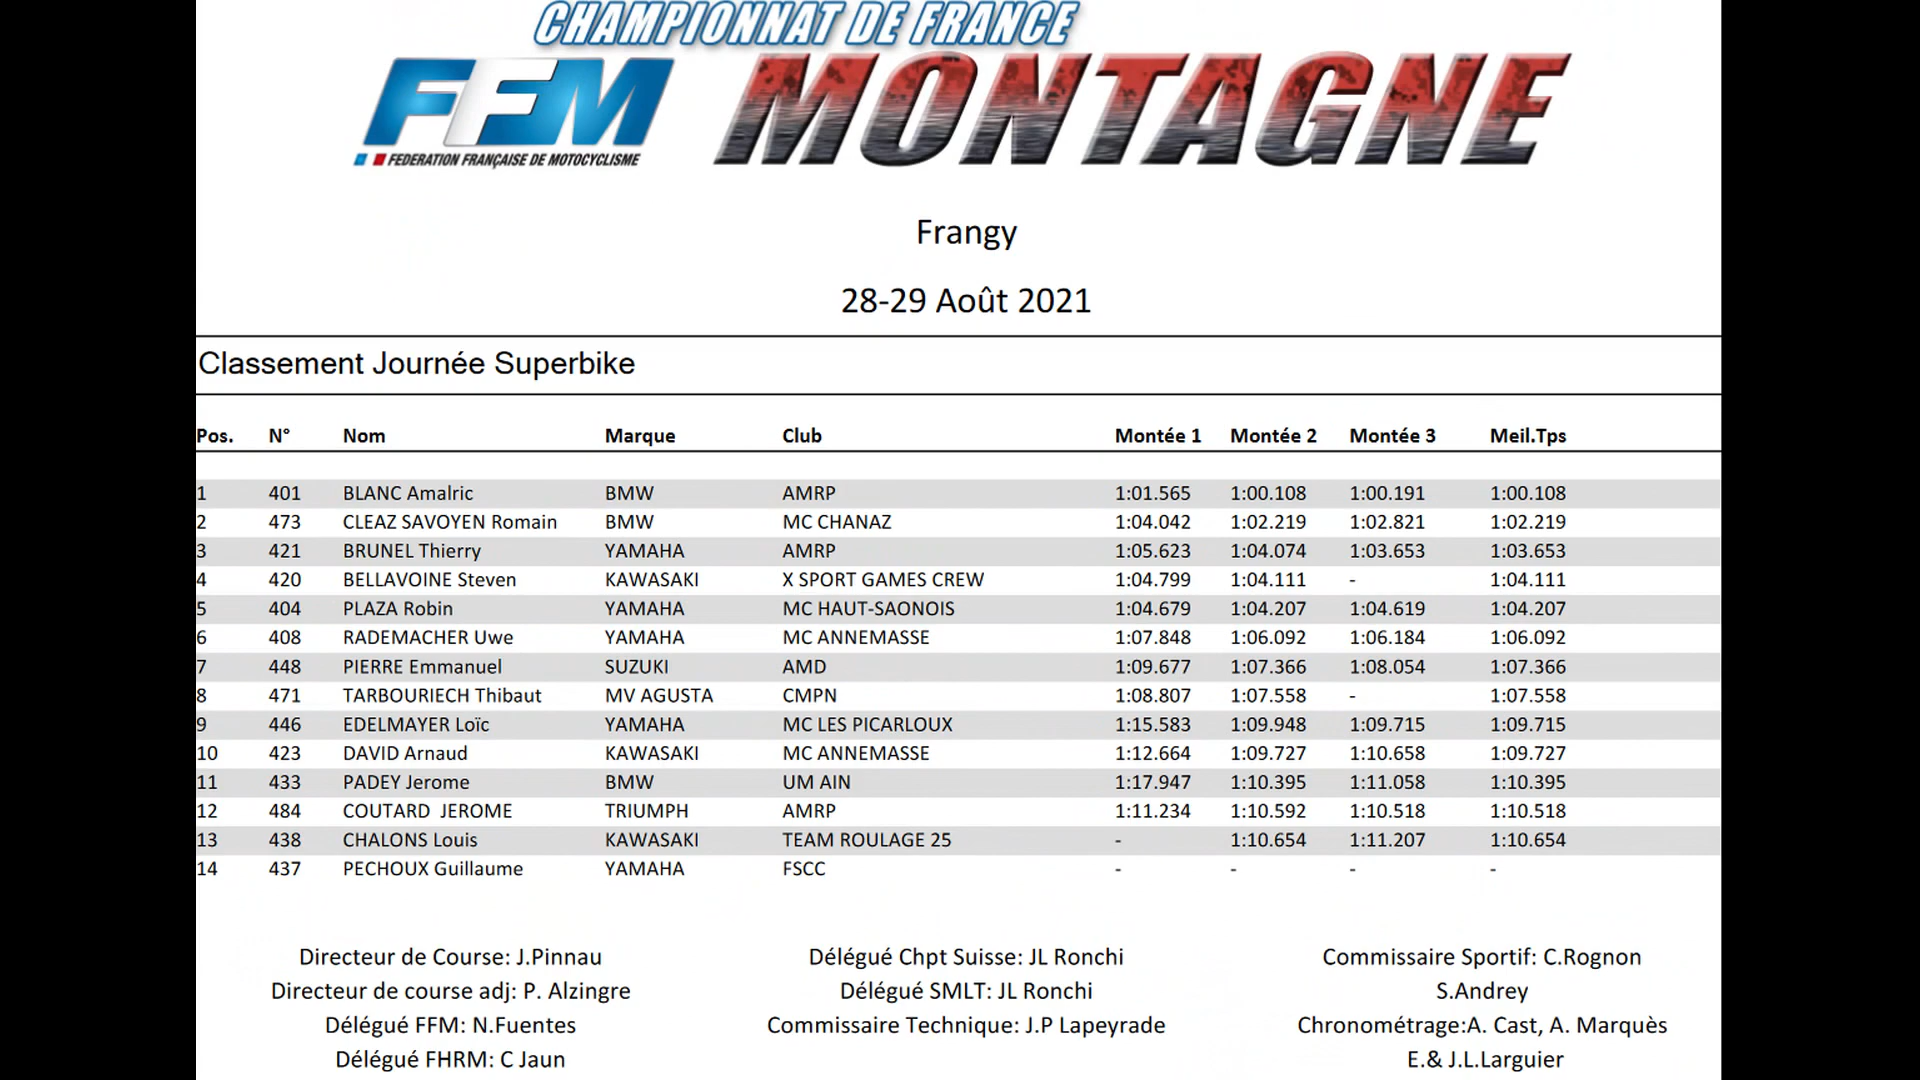 CHAMPIONNAT DE FRANCE
FFM MONTAGNE
FEDERATION FRANÇAISE DE MOTOCYCLISME
Frangy
28-29 Août 2021
Classement Journée Superbike
Pos. N° Nom Marque Club Montée 1 Montée 2 Montée 3 Meil.Tps
1 401 BLANC Amalric BMW AMRP 1:01.565 1:00.108 1:00.191 1:00.108
2 473 CLEAZ SAVOYEN Romain BMW MC CHANAZ 1:04.042 1:02.219 1:02.821 1:02.219
3 421 BRUNEL Thierry YAMAHA AMRP 1:05.623 1:04.074 1:03.653 1:03.653
4 420 BELLAVOINE Steven KAWASAKI X SPORT GAMES CREW 1:04.799 1:04.111 - 1:04.111
5 404 PLAZA Robin YAMAHA MC HAUT-SAONOIS 1:04.679 1:04.207 1:04.619 1:04.207
6 408 RADEMACHER Uwe YAMAHA MC ANNEMASSE 1:07.848 1:06.092 1:06.184 1:06.092
7 448 PIERRE Emmanuel SUZUKI AMD 1:09.677 1:07.366 1:08.054 1:07.366
8 471 TARBOURIECH Thibaut MV AGUSTA CMPN 1:08.807 1:07.558 - 1:07.558
9 446 EDELMAYER Loïc YAMAHA MC LES PICARLOUX 1:15.583 1:09.948 1:09.715 1:09.715
10 423 DAVID Arnaud KAWASAKI MC ANNEMASSE 1:12.664 1:09.727 1:10.658 1:09.727
11 433 PADEY Jerome BMW UM AIN 1:17.947 1:10.395 1:11.058 1:10.395
12 484 COUTARD JEROME TRIUMPH AMRP 1:11.234 1:10.592 1:10.518 1:10.518
13 438 CHALONS Louis KAWASAKI TEAM ROULAGE 25 - 1:10.654 1:11.207 1:10.654
14 437 PECHOUX Guillaume YAMAHA FSCC - - - -
Directeur de Course: J.Pinnau Délégué Chpt Suisse: JL Ronchi Commissaire Sportif: C.Rognon
Directeur de course adj: P. Alzingre Délégué SMLT: JL Ronchi S.Andrey
Délégué FFM: N.Fuentes Commissaire Technique: J.P Lapeyrade Chronométrage:A. Cast, A. Marquès
Délégué FHRM: C Jaun E.& J.L.Larguier